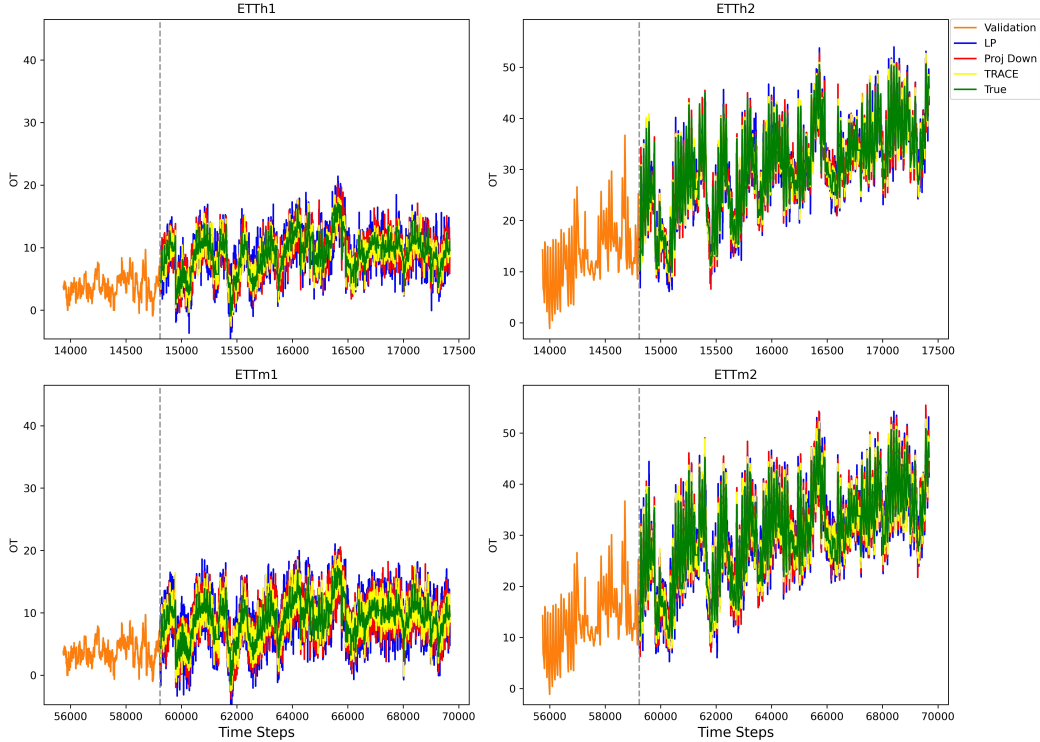 ETTh1
ETTh2
40
30
20
10
0
OT
14000 14500 15000 15500 16000 16500 17000 17500
50
40
30
20
10
0
OT
14000 14500 15000 15500 16000 16500 17000 17500
Validation
LP
Proj Down
TRACE
True
ETTm1
ETTm2
40
30
20
10
0
OT
56000 58000 60000 62000 64000 66000 68000 70000
Time Steps
50
40
30
20
10
0
OT
56000 58000 60000 62000 64000 66000 68000 70000
Time Steps